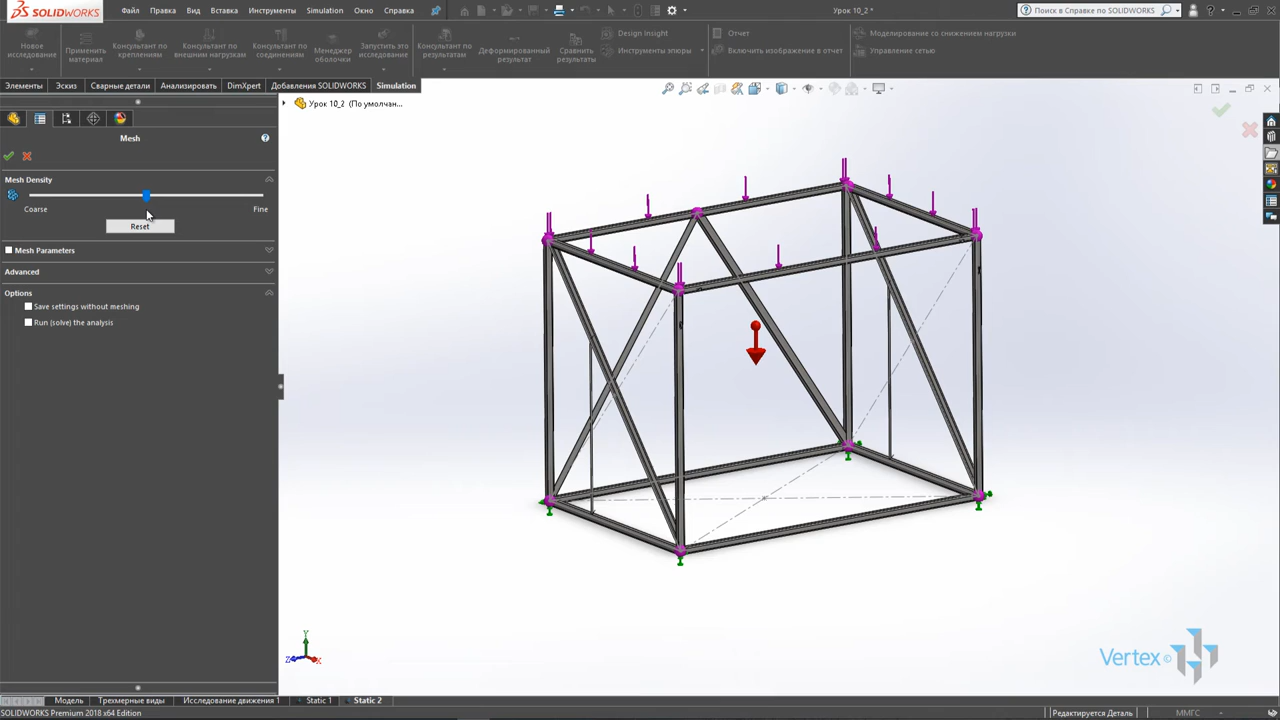 SOLIDWORKS
Файл Правка Вид Вставка Инструменты Simulation Окно Справка
Урок 10_2 *
Поиск в Справке по SOLIDWORKS
Новое исследование
Применить материал
Консультант по креплениям
Консультант по внешним нагрузкам
Консультант по соединениям
Менеджер оболочки
Запустить это исследование
Консультант по результатам
Деформированный результат
Сравнить результаты
Design Insight
Инструменты эпюры
Отчет
Включить изображение в отчет
Моделирование со снижением нагрузки
Управление сетью
Элементы Эскиз Сварные детали Анализировать DimXpert Добавления SOLIDWORKS Simulation
Урок 10_2 (По умолчан...
Mesh
Mesh Density
Coarse Fine
Reset
Mesh Parameters
Advanced
Options
Save settings without meshing
Run (solve) the analysis
Y
Z X
Vertex ©
Модель Трехмерные виды Исследование движения 1 Static 1 Static 2
SOLIDWORKS Premium 2018 x64 Edition
Редактируется Деталь ММГС